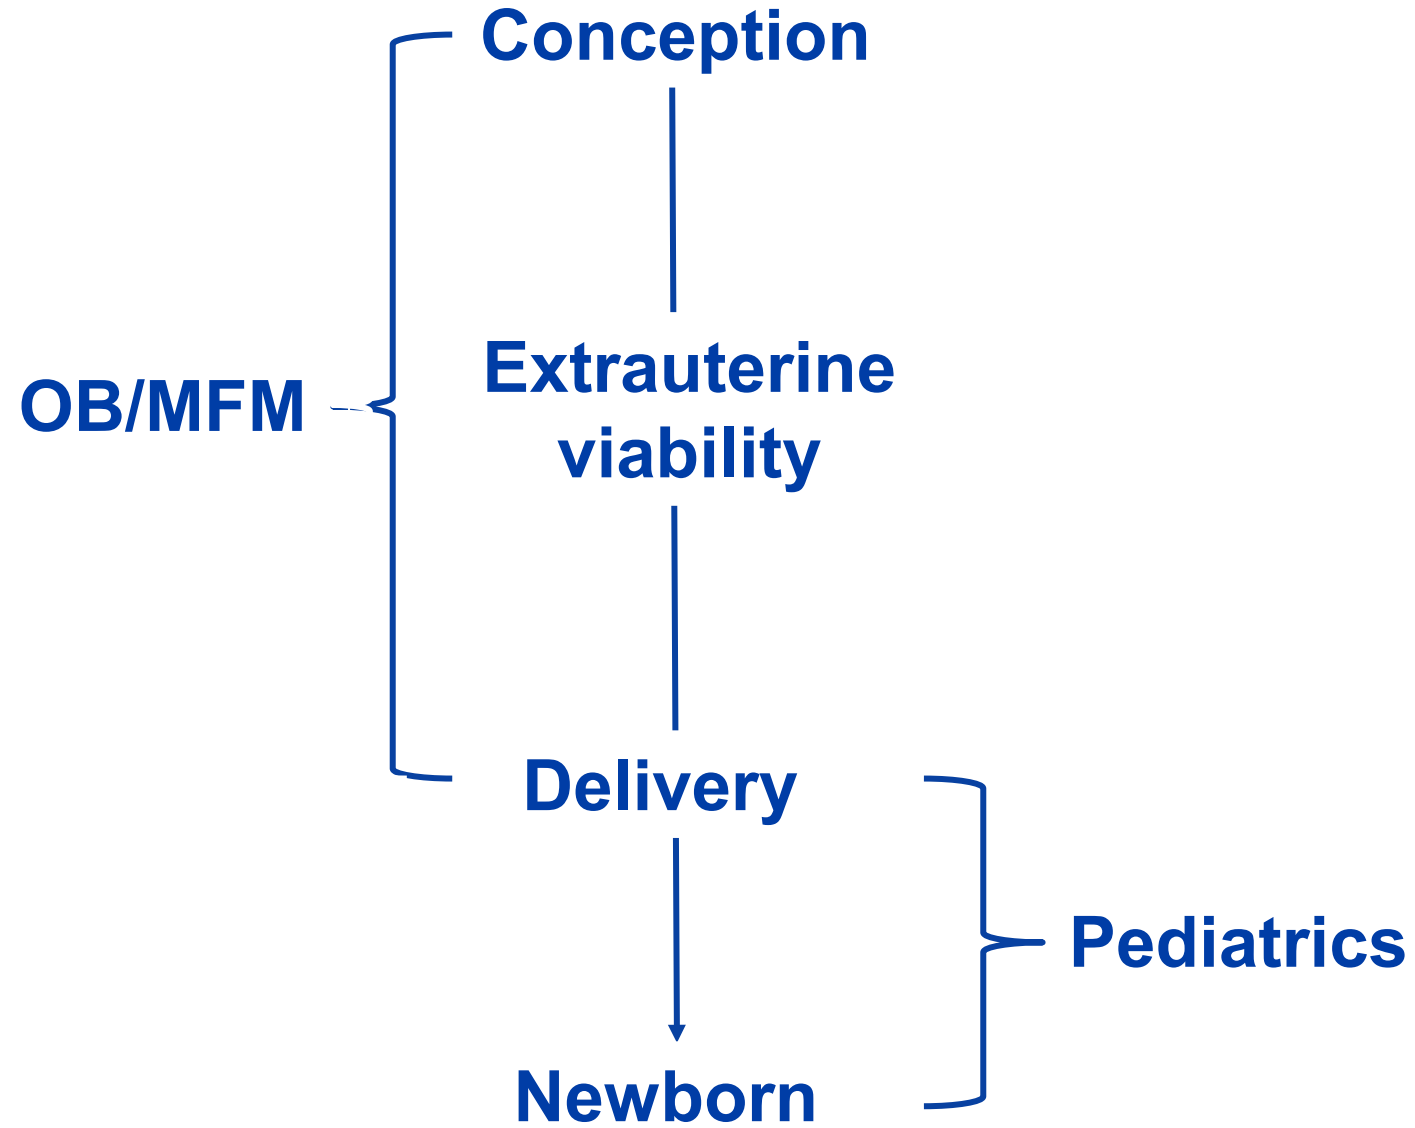 Conception
OB/MFM
Extrauterine
viability
Delivery
Pediatrics
Newborn